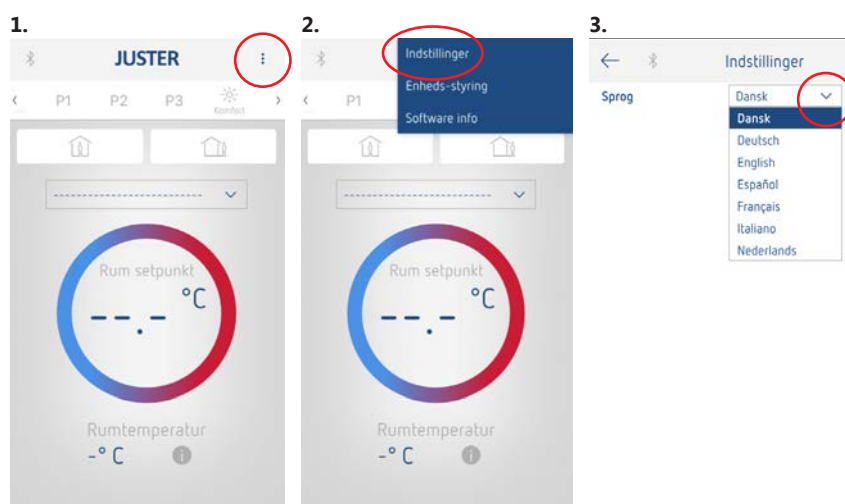 1.
JUSTER
P1 P2 P3
Komfort
------------------------
Rum setpunkt
--.- °C
Rumtemperatur
-° C
2.
Indstillinger
Enheds-styring
Software info
P1
------------------------
Rum setpunkt
--.- °C
Rumtemperatur
-° C
3.
Indstillinger
Sprog Dansk
Dansk
Deutsch
English
Español
Français
Italiano
Nederlands